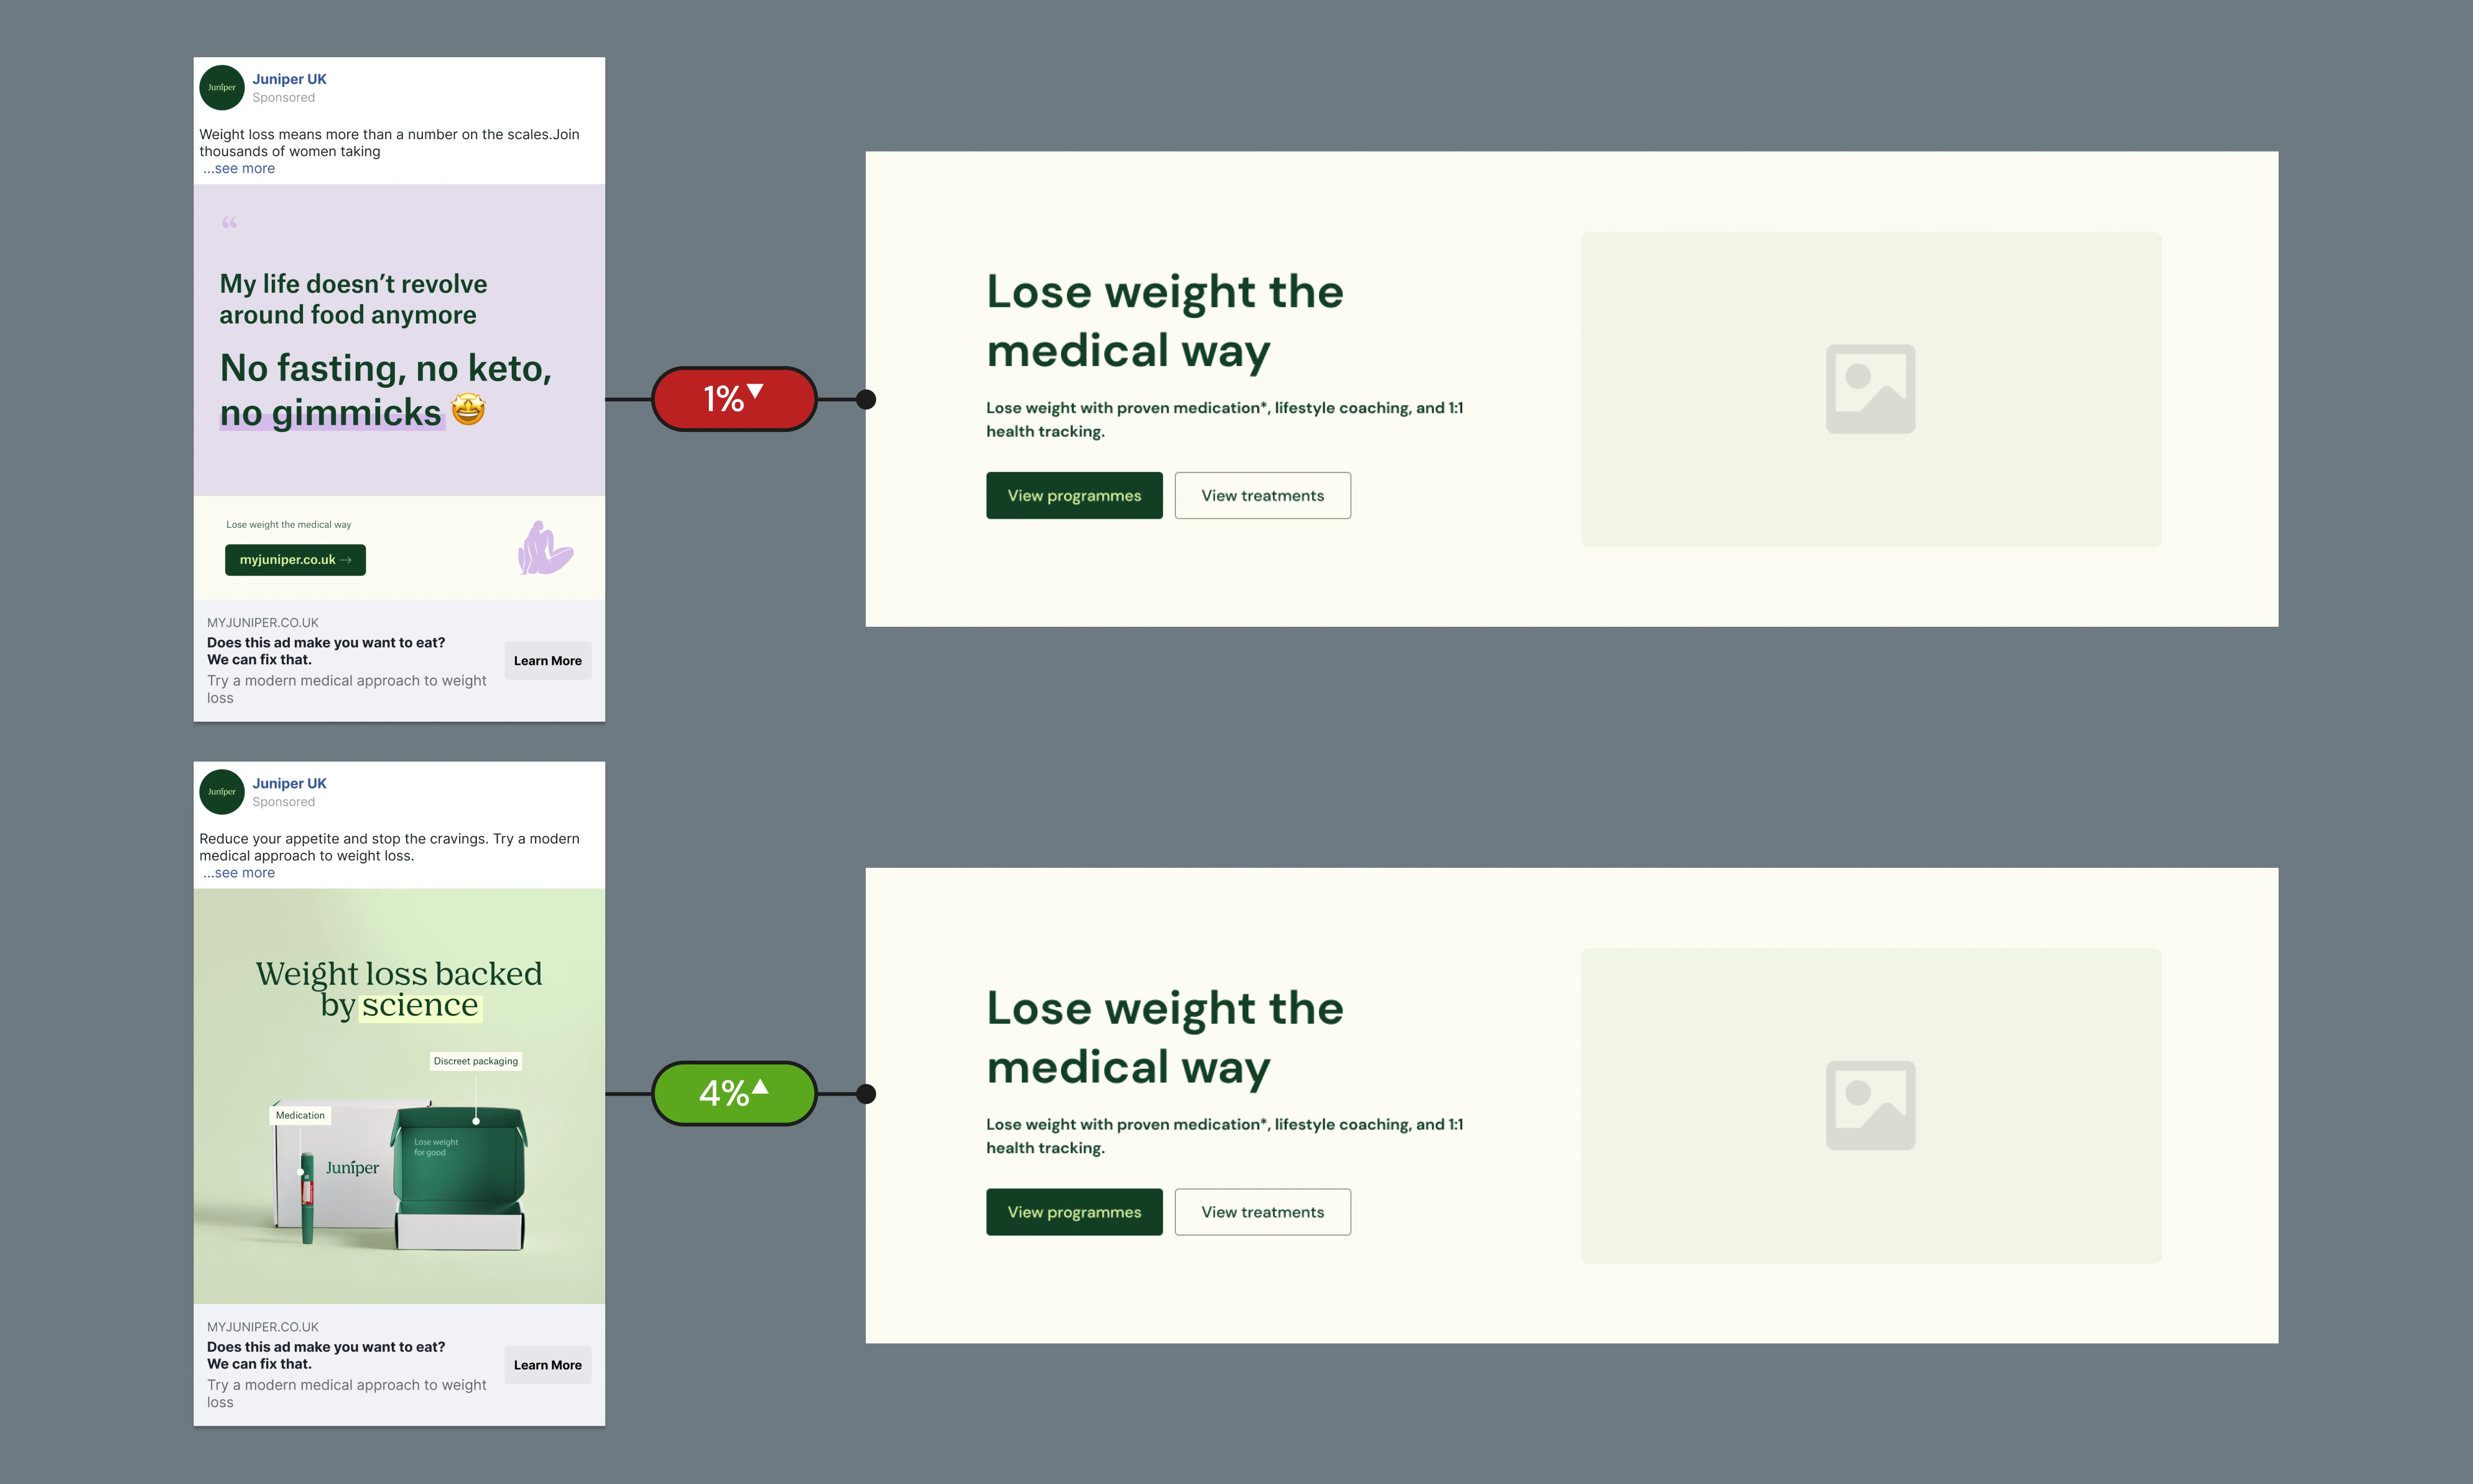 Juniper
Juniper UK
Sponsored
Weight loss means more than a number on the scales.Join
thousands of women taking
...see more
“
My life doesn’t revolve
around food anymore
No fasting, no keto,
no gimmicks 🤩
Lose weight the medical way
myjuniper.co.uk →
MYJUNIPER.CO.UK
Does this ad make you want to eat?
We can fix that.
Try a modern medical approach to weight
loss
Learn More
1%▼
Lose weight the
medical way
Lose weight with proven medication*, lifestyle coaching, and 1:1
health tracking.
View programmes
View treatments
Juniper
Juniper UK
Sponsored
Reduce your appetite and stop the cravings. Try a modern
medical approach to weight loss.
...see more
Weight loss backed
by science
Discreet packaging
Medication
Lose weight
for good
Juniper
MYJUNIPER.CO.UK
Does this ad make you want to eat?
We can fix that.
Try a modern medical approach to weight
loss
Learn More
4%▲
Lose weight the
medical way
Lose weight with proven medication*, lifestyle coaching, and 1:1
health tracking.
View programmes
View treatments